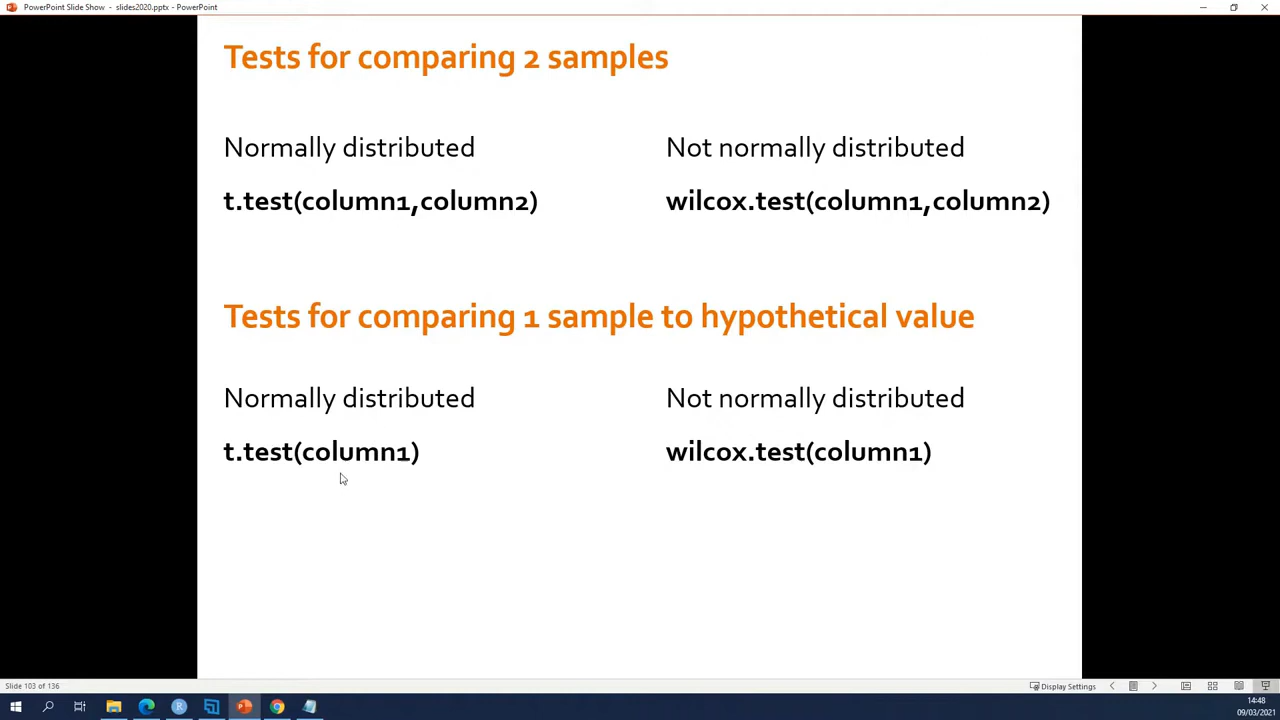 PowerPoint Slide Show - slides2020.pptx - PowerPoint
Tests for comparing 2 samples
Normally distributed
Not normally distributed
t.test(column1,column2)
wilcox.test(column1,column2)
Tests for comparing 1 sample to hypothetical value
Normally distributed
Not normally distributed
t.test(column1)
wilcox.test(column1)
Slide 103 of 136
Display Settings
14:48
09/03/2021